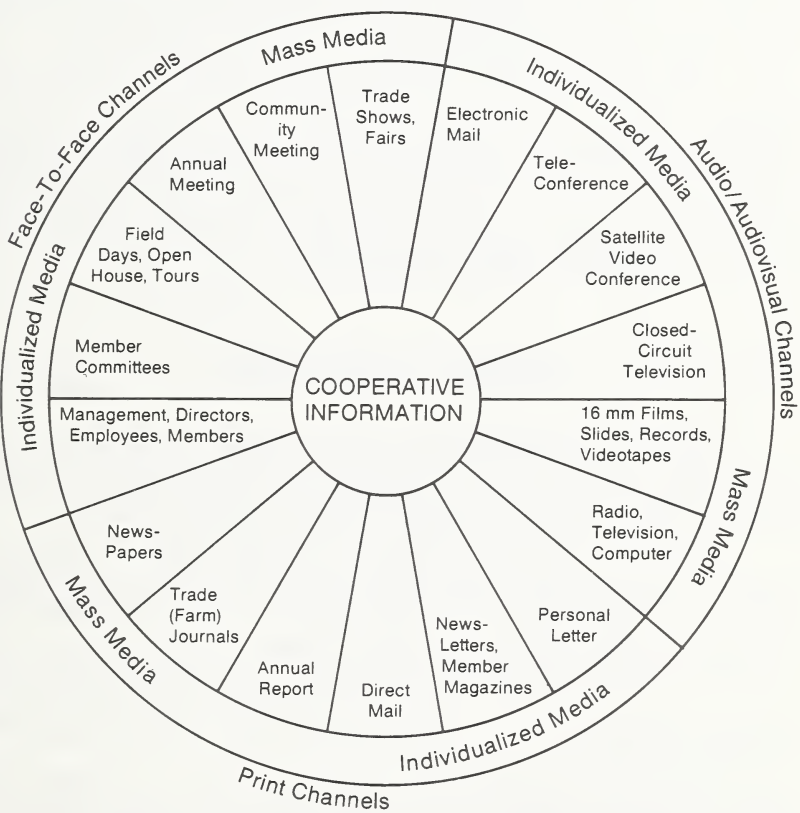 Face-To-Face Channels
Mass Media
Individualized Media
Audio/Audiovisual Channels
Individualized Media
Mass Media
Print Channels
Mass Media
Individualized Media
COOPERATIVE
INFORMATION
Trade
Shows,
Fairs
Electronic
Mail
Tele-
Conference
Satellite
Video
Conference
Closed-
Circuit
Television
16 mm Films,
Slides, Records,
Videotapes
Radio,
Television,
Computer
Personal
Letter
News-
Letters,
Member
Magazines
Direct
Mail
Annual
Report
Trade
(Farm)
Journals
News-
Papers
Management, Directors,
Employees, Members
Member
Committees
Field
Days, Open
House, Tours
Annual
Meeting
Commun-
ity
Meeting